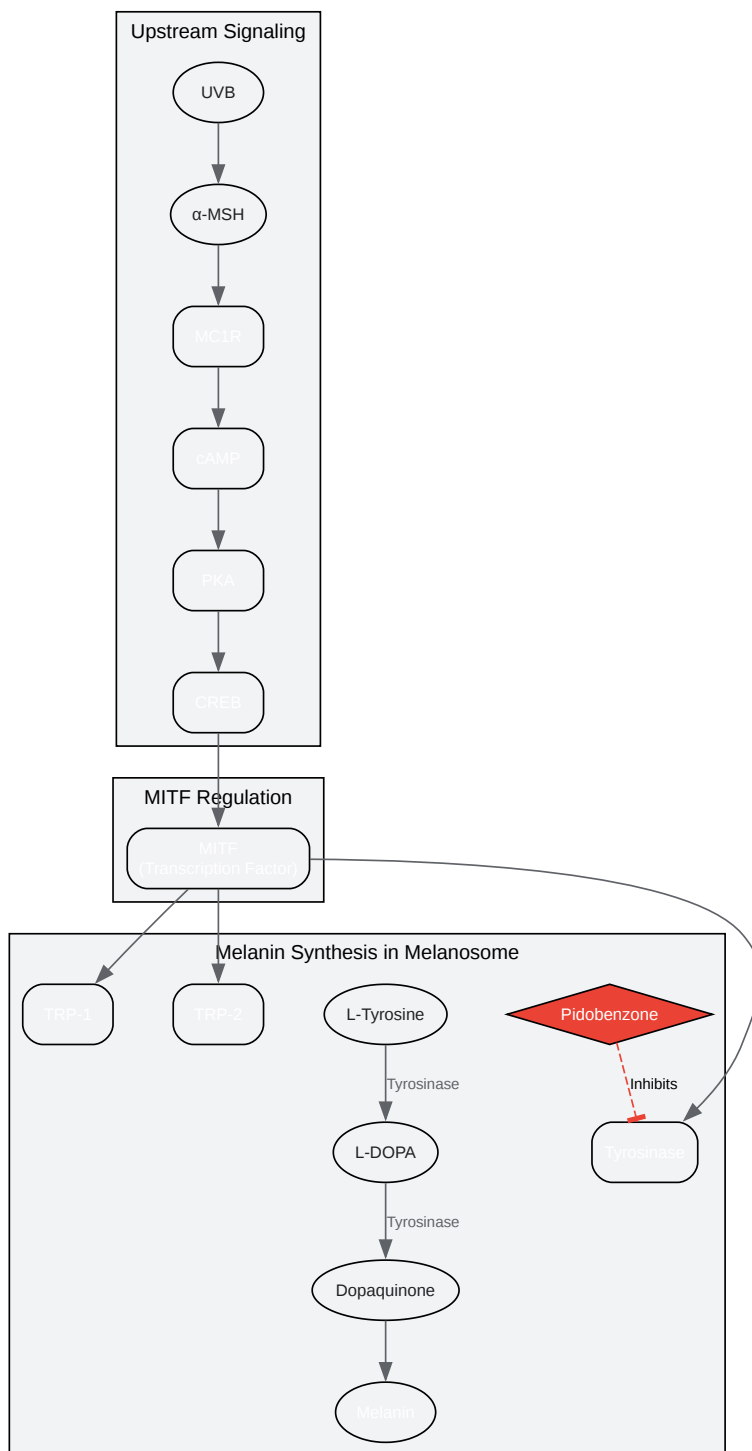 Upstream Signaling
UVB
α-MSH
MC1R
cAMP
PKA
CREB
MITF Regulation
MITF
(Transcription Factor)
Melanin Synthesis in Melanosome
TRP-1
TRP-2
L-Tyrosine
Pidobenzone
Tyrosinase
Inhibits
L-DOPA
Tyrosinase
Tyrosinase
Dopaquinone
Melanin